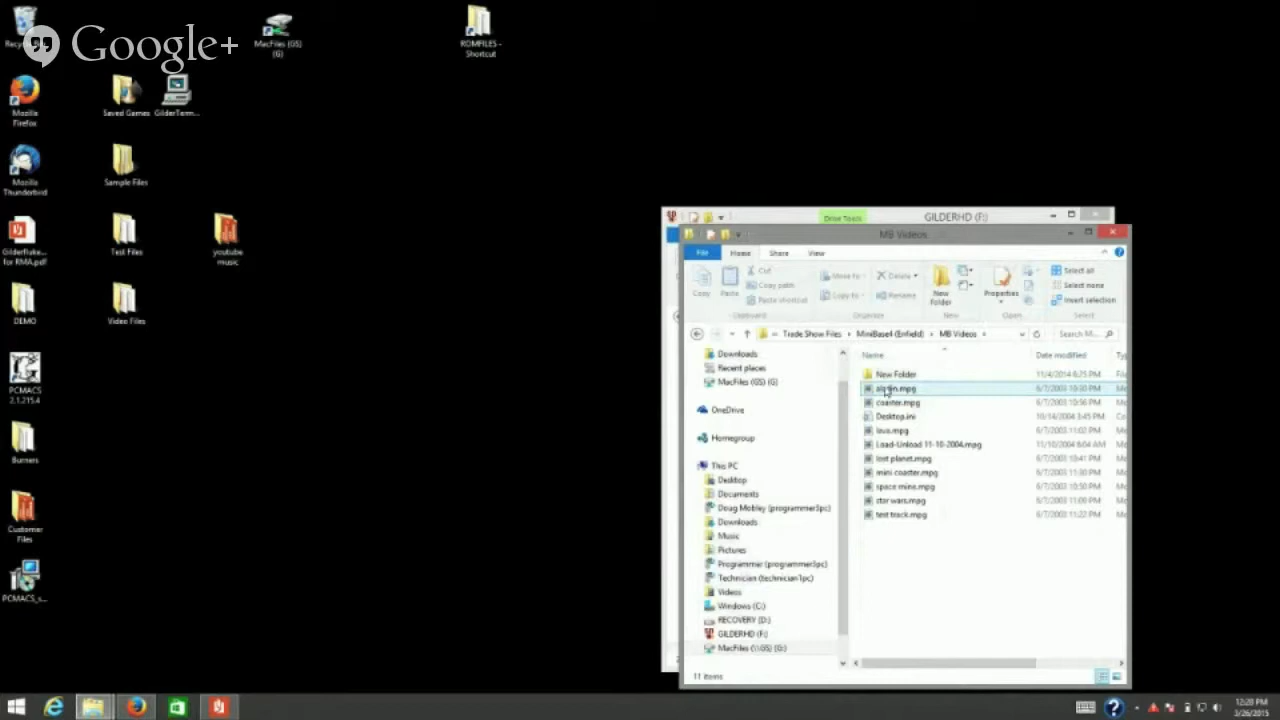 Google+
MacFiles (GS)
(G)
ROMFILES -
Shortcut
Mozilla
Firefox
Saved Games
GilderTerm...
Mozilla
Thunderbird
Sample Files
Gilderfluke...
for RMA.pdf
Test Files
youtube
music
DEMO
Video Files
PCMACS
2.1.215.4
Burners
Customer
Files
PCMACS_s...
Drive Tools
GILDERHD (F:)
MB Videos
File
Home
Share
View
Copy
Paste
Cut
Copy path
Paste shortcut
Clipboard
Move to
Copy to
Delete
Rename
Organize
New
folder
New
Properties
Open
Select all
Select none
Invert selection
Select
Trade Show Files
MiniBase4 (Enfield)
MB Videos
Search M...
Name
Date modified
Ty
Downloads
Recent places
MacFiles (GS) (G)
OneDrive
Homegroup
This PC
Desktop
Documents
Doug Mobley (programmer3pc)
Downloads
Music
Pictures
Programmer (programmer3pc)
Technician (technician-1pc)
Videos
Windows (C:)
RECOVERY (D:)
GILDERHD (F:)
MacFiles (\\GS) (G:)
New Folder 11/4/2014 6:25 PM
6/7/2003 10:30 PM
coaster.mpg 6/7/2003 10:56 PM
Desktop.ini 10/14/2004 3:45 PM
lava.mpg 6/7/2003 11:02 PM
Load-Unload 11-10-2004.mpg 11/10/2004 6:04 AM
lost planet.mpg 6/7/2003 10:41 PM
mini coaster.mpg 6/7/2003 11:30 PM
space mine.mpg 6/7/2003 10:50 PM
star wars.mpg 6/7/2003 11:09 PM
test track.mpg 6/7/2003 11:22 PM
11 items
12:28 PM
3/26/2015